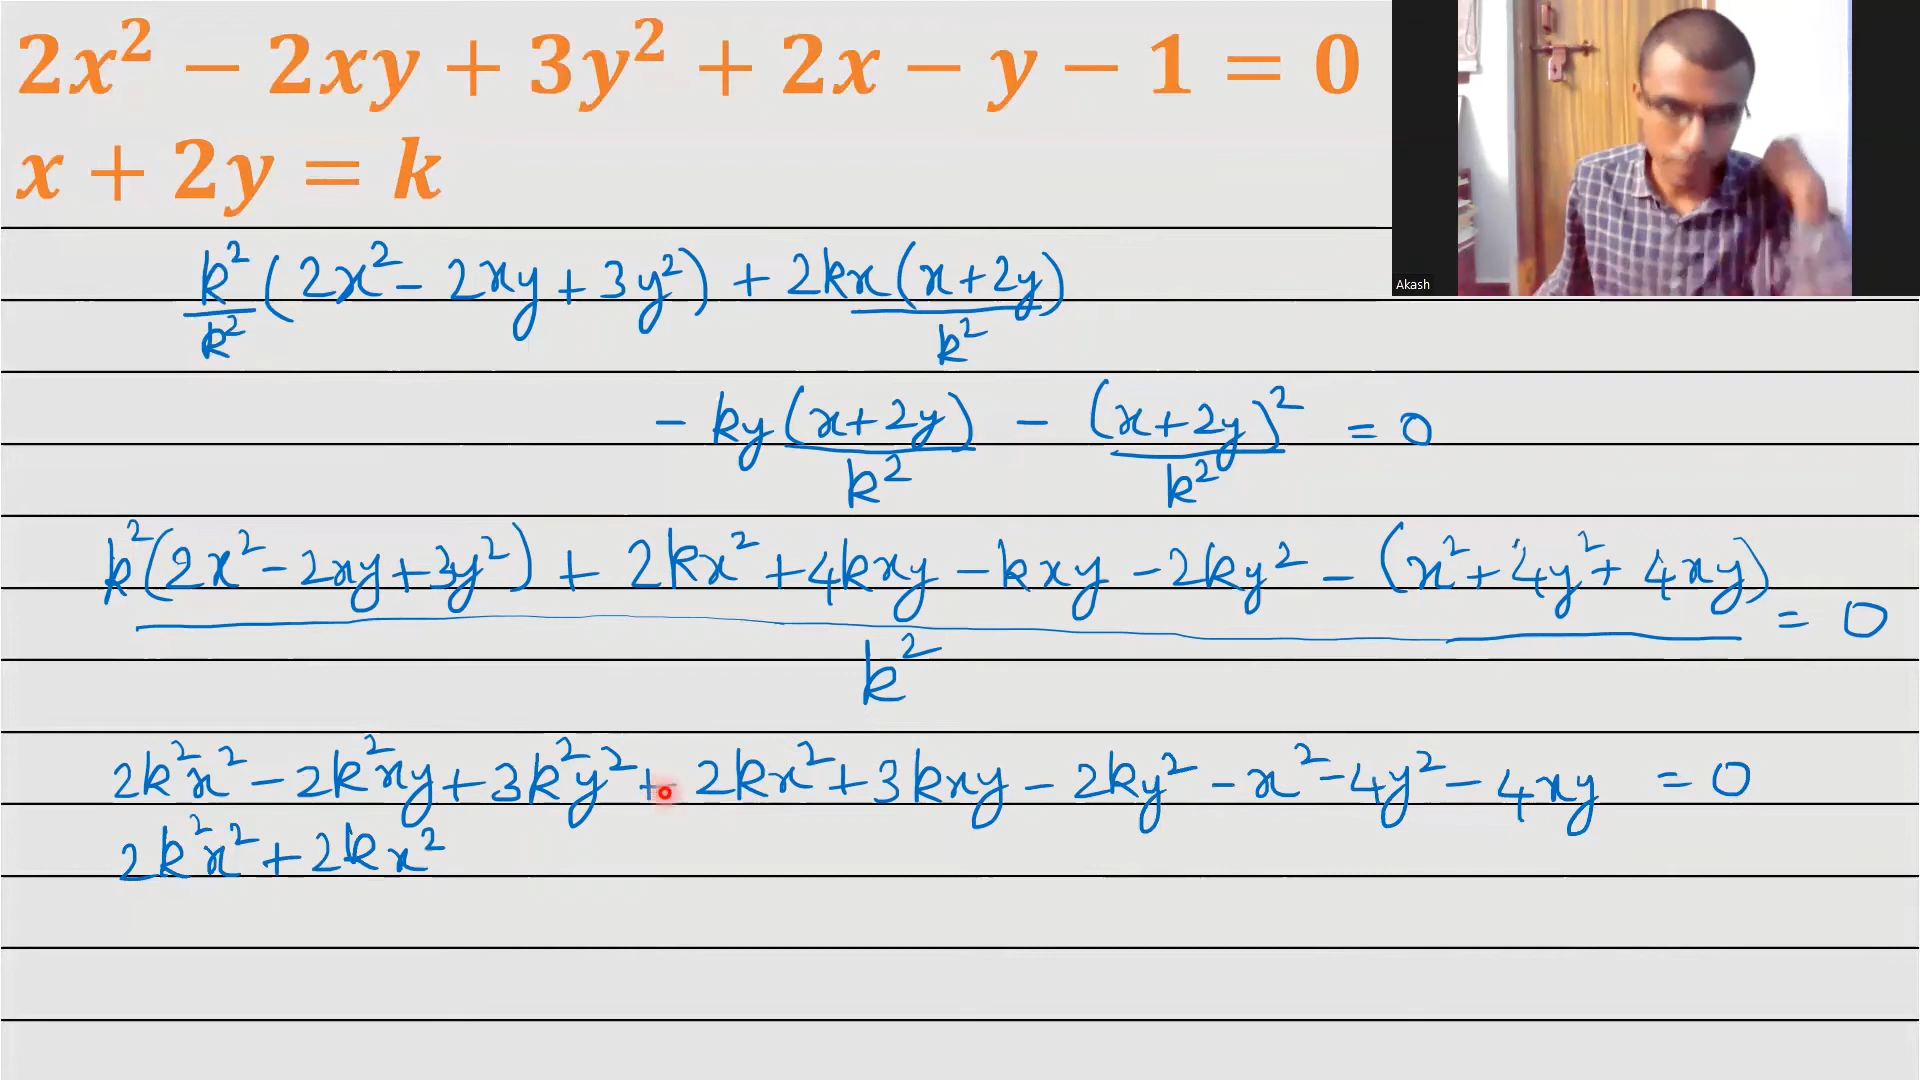 2x² − 2xy + 3y² + 2x − y − 1 = 0
x + 2y = k
Akash
k²/k² (2x² − 2xy + 3y²) + 2kx(x+2y)/k²
− ky(x+2y)/k² − (x+2y)²/k² = 0
k²(2x² − 2xy + 3y²) + 2kx² + 4kxy − kxy − 2ky² − (x² + 4y² + 4xy) = 0
k²
2k²x² − 2k²xy + 3k²y² + 2kx² + 3kxy − 2ky² − x² − 4y² − 4xy = 0
2k²x² + 2kx²